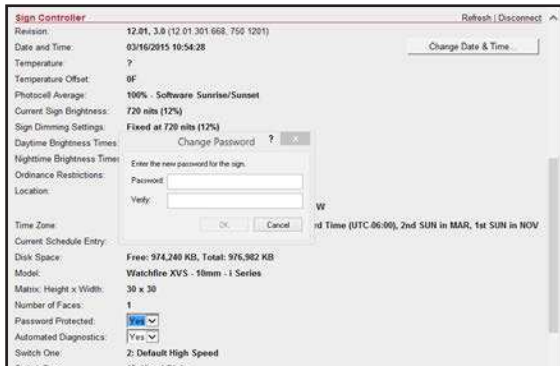 Sign Controller Refresh | Disconnect
Revision: 12.01, 3.0 (12.01.301.668, 750 1201)
Date and Time: 03/16/2015 10:54:28 Change Date & Time...
Temperature: ?
Temperature Offset: 0F
Photocell Average: 100% - Software Sunrise/Sunset
Current Sign Brightness: 720 nits (12%)
Sign Dimming Settings: Fixed at 720 nits (12%)
Daytime Brightness Times:
Nighttime Brightness Times
Ordinance Restrictions:
Location:
W
Time Zone: rd Time (UTC-06:00), 2nd SUN in MAR, 1st SUN in NOV
Current Schedule Entry:
Disk Space: Free: 974,240 KB, Total: 976,982 KB
Model: Watchfire XVS - 10mm - i Series
Matrix: Height x Width: 30 x 30
Number of Faces: 1
Password Protected: Yes
Automated Diagnostics: Yes
Switch One: 2: Default High Speed
Change Password ? x
Enter the new password for the sign.
Password:
Verify:
OK Cancel